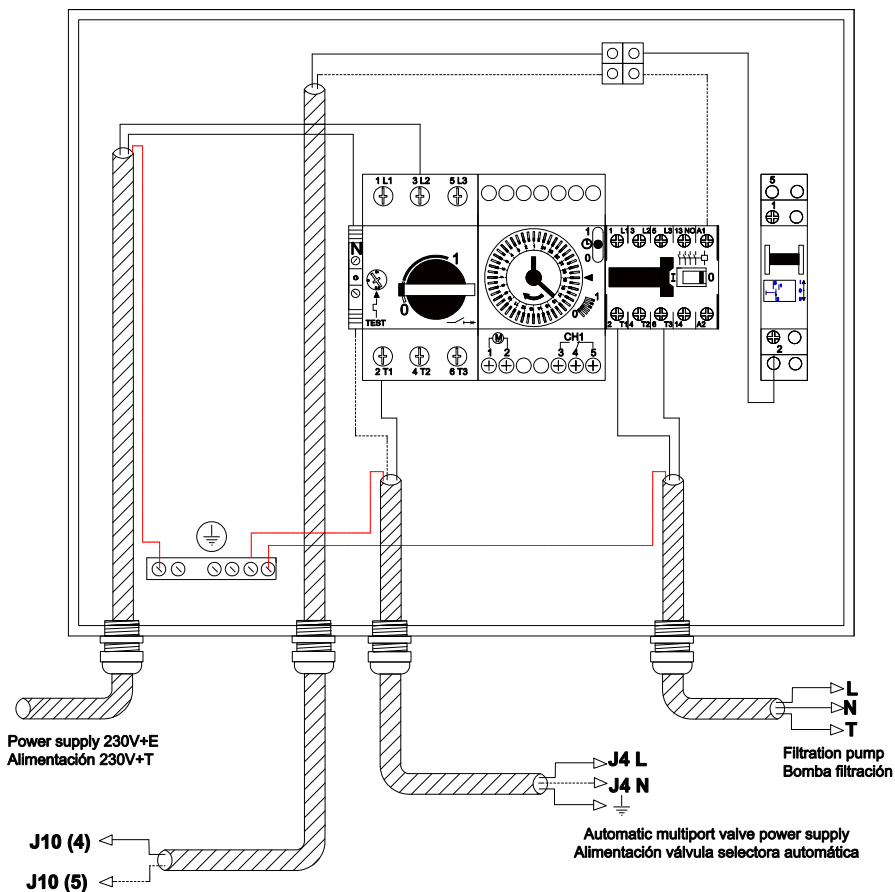 1 L1 3 L2 5 L3
N
1
0
TEST
2 T1 4 T2 6 T3
1
0
0 1
M
CH1
1 2 3 4 5
1 L1 3 L2 5 L3 13 NO A1
I 0
2 T1 4 T2 6 T3 14 A2
5
1
2
Power supply 230V+E
Alimentación 230V+T
J10 (4)
J10 (5)
J4 L
J4 N
Automatic multiport valve power supply
Alimentación válvula selectora automática
L
N
T
Filtration pump
Bomba filtración